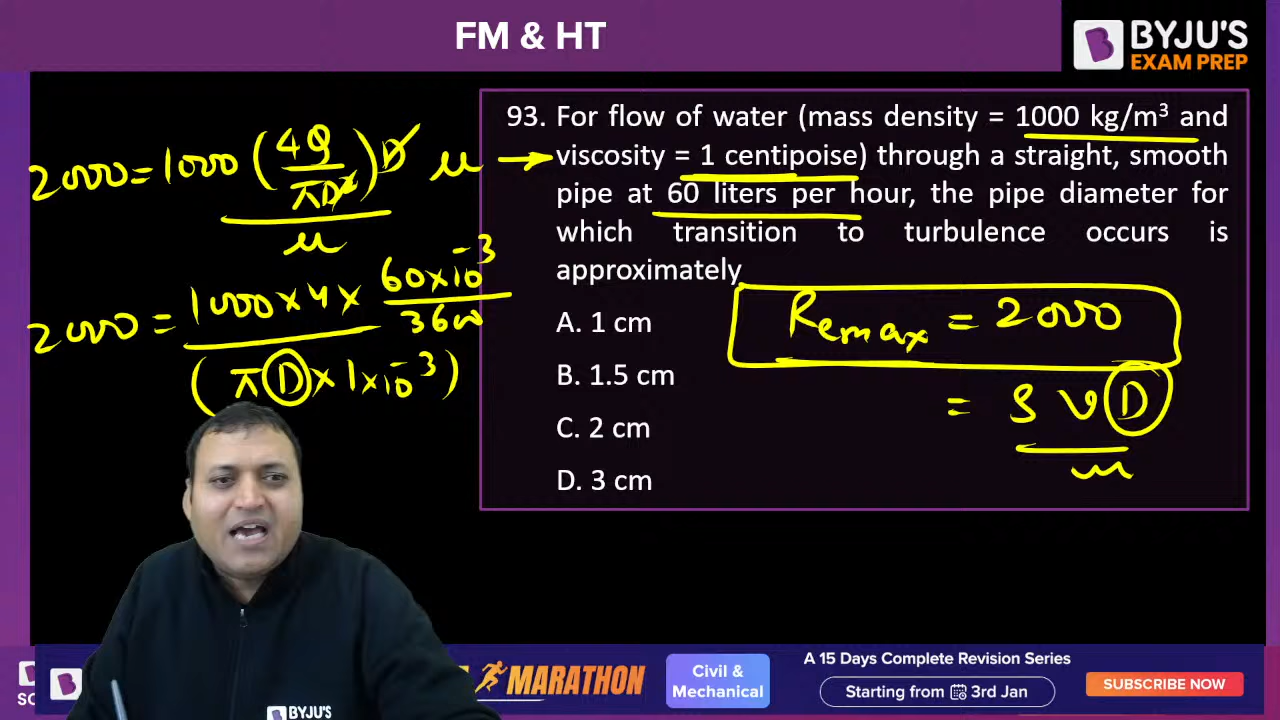 FM & HT
BYJU'S
EXAM PREP
93. For flow of water (mass density = 1000 kg/m³ and
viscosity = 1 centipoise) through a straight, smooth
pipe at 60 liters per hour, the pipe diameter for
which transition to turbulence occurs is
approximately
A. 1 cm
B. 1.5 cm
C. 2 cm
D. 3 cm
2000 = 1000 (4Q/πD²) D / μ
μ →
2000 = 1000 × 4 × 60×10⁻³/3600 / (πD × 1×10⁻³)
Remax = 2000
= ρVD/μ
MARATHON
Civil &
Mechanical
A 15 Days Complete Revision Series
Starting from 3rd Jan
SUBSCRIBE NOW
BYJU'S